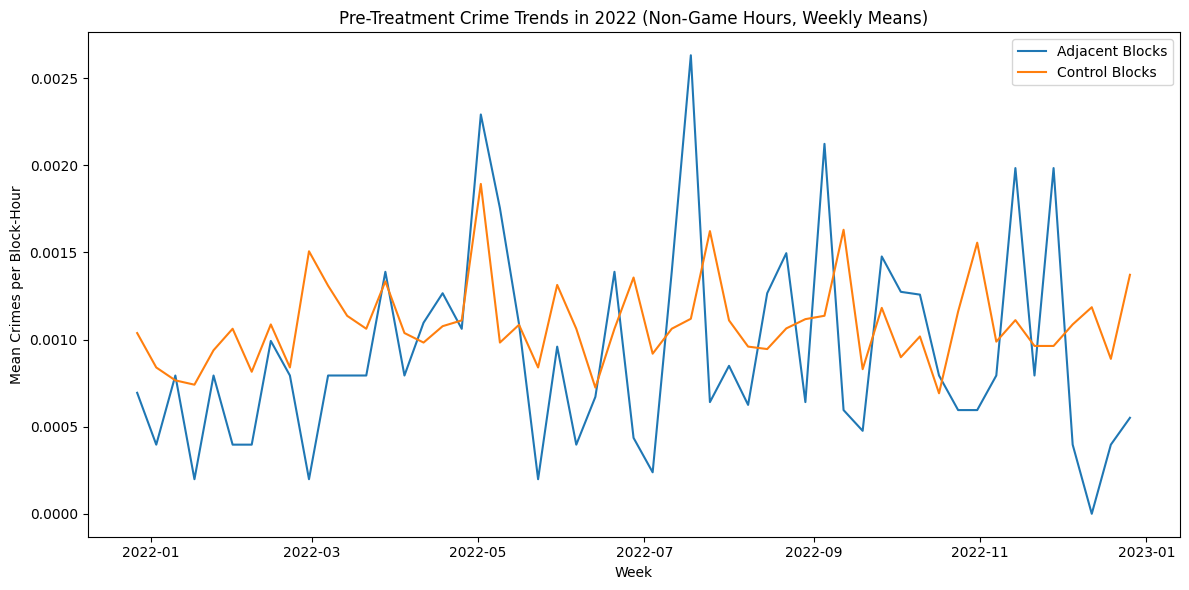 Pre-Treatment Crime Trends in 2022 (Non-Game Hours, Weekly Means)
Adjacent Blocks
Control Blocks
Mean Crimes per Block-Hour
0.0025
0.0020
0.0015
0.0010
0.0005
0.0000
2022-01
2022-03
2022-05
2022-07
2022-09
2022-11
2023-01
Week